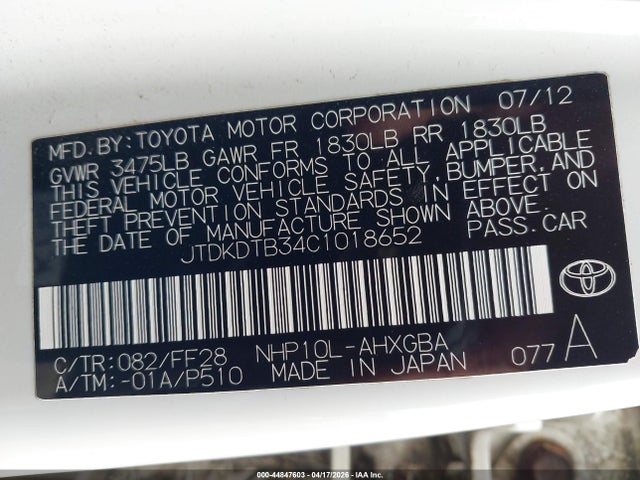 MFD.BY:TOYOTA MOTOR CORPORATION 07/12
GVWR 3475LB GAWR FR 1830LB RR 1830LB
THIS VEHICLE CONFORMS TO ALL APPLICABLE
FEDERAL MOTOR VEHICLE SAFETY,BUMPER,AND
THEFT PREVENTION STANDARDS IN EFFECT ON
THE DATE OF MANUFACTURE SHOWN ABOVE.
JTDKDTB34C1018652 PASS.CAR
C/TR:082/FF28 NHP10L-AHXGBA
A/TM:-01A/P510 MADE IN JAPAN 077 A
000-44847603 - 04/17/2026 - IAA Inc.